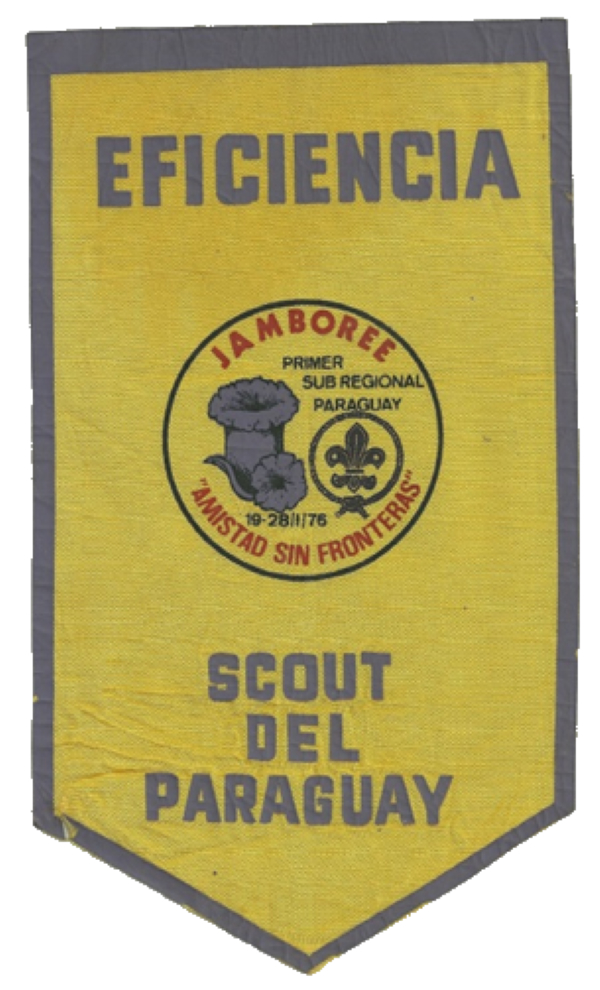 EFICIENCIA
JAMBOREE
PRIMER
SUB REGIONAL
PARAGUAY
19-28/I/76
"AMISTAD SIN FRONTERAS"
SCOUT
DEL
PARAGUAY